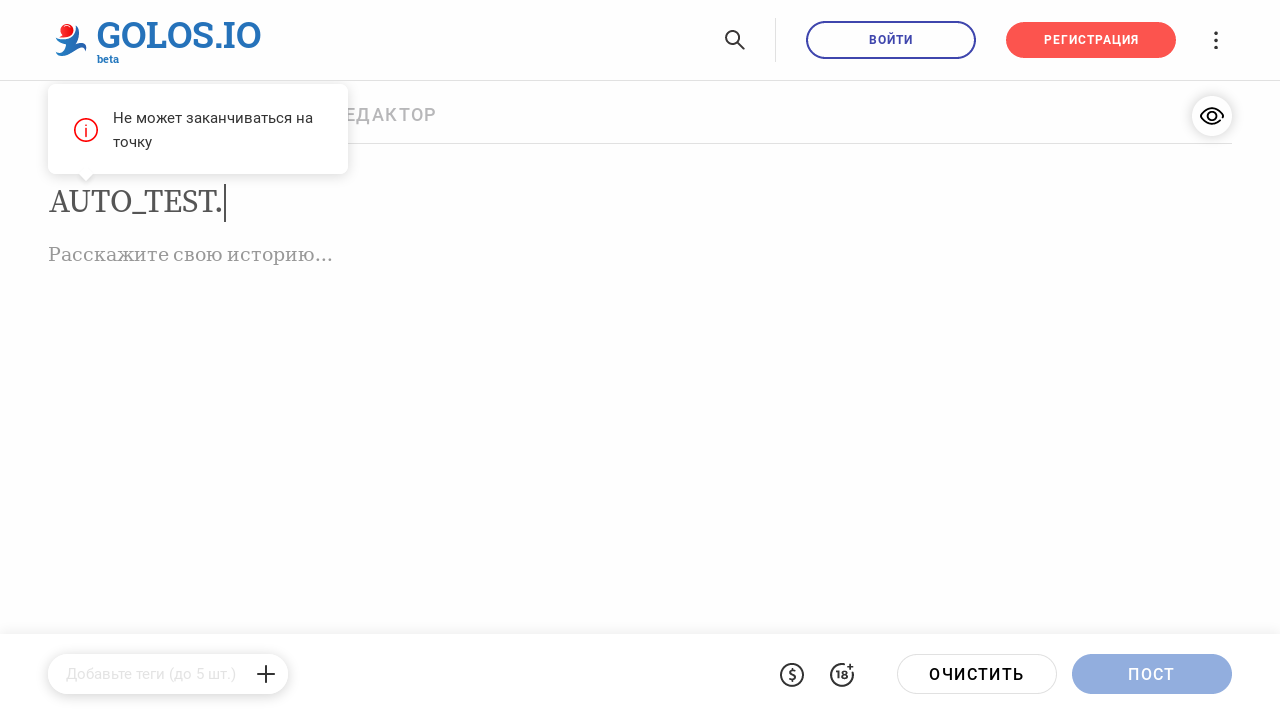 GOLOS.IO
beta
ВОЙТИ
РЕГИСТРАЦИЯ
Не может заканчиваться на
точку
ЕДАКТОР
AUTO_TEST.
Расскажите свою историю...
Добавьте теги (до 5 шт.)
18
ОЧИСТИТЬ
ПОСТ